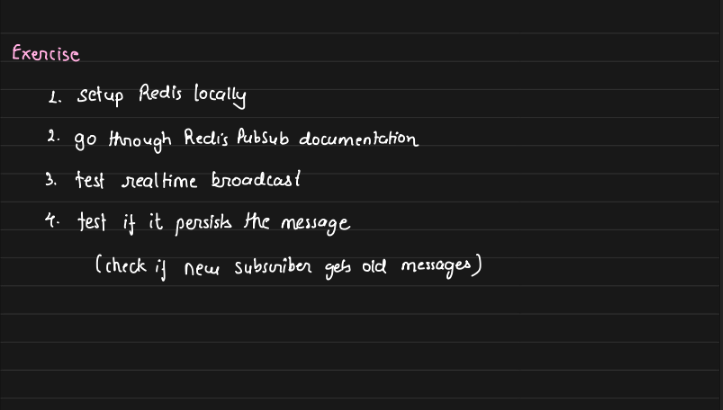 Exercise
1. setup Redis locally
2. go through Redis PubSub documentation
3. test realtime broadcast
4. test if it persists the message
(check if new subscriber gets old messages)